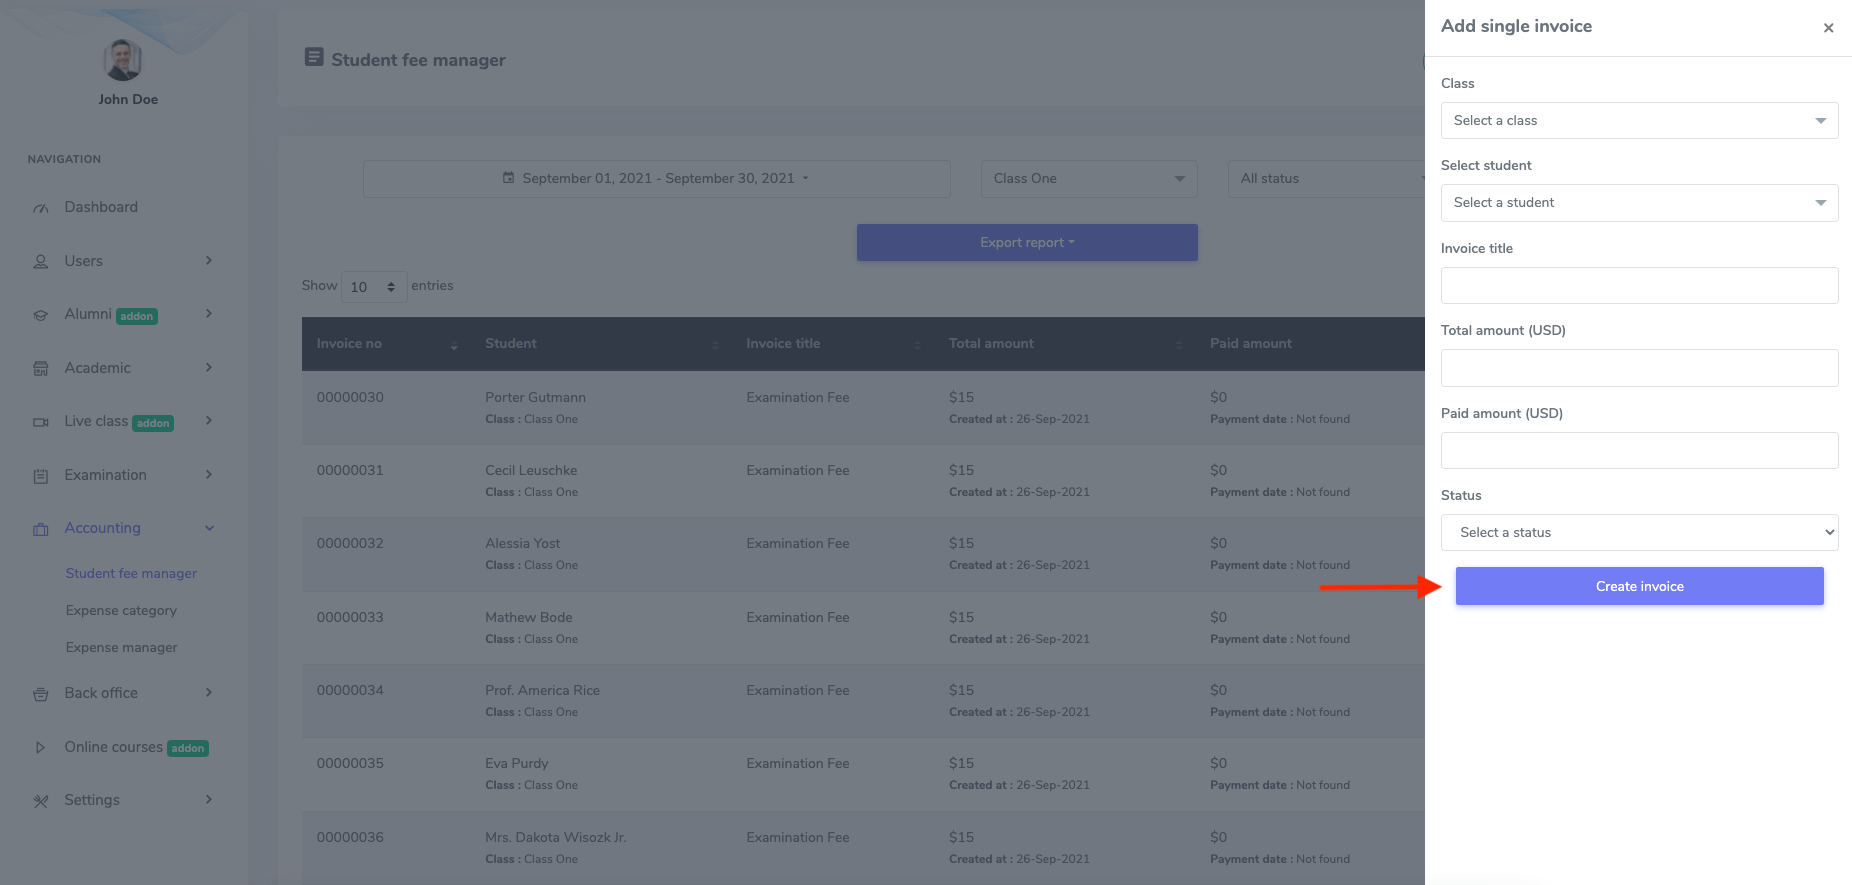 John Doe
NAVIGATION
Dashboard
Users
Alumni addon
Academic
Live class addon
Examination
Accounting
Student fee manager
Expense category
Expense manager
Back office
Online courses addon
Settings
Student fee manager
September 01, 2021 - September 30, 2021
Class One
All status
Export report
Show 10 entries
Invoice no Student Invoice title Total amount Paid amount
00000030 Porter Gutmann Examination Fee $15 $0
Class : Class One Created at : 26-Sep-2021 Payment date : Not found
00000031 Cecil Leuschke Examination Fee $15 $0
Class : Class One Created at : 26-Sep-2021 Payment date : Not found
00000032 Alessia Yost Examination Fee $15 $0
Class : Class One Created at : 26-Sep-2021 Payment date : Not found
00000033 Mathew Bode Examination Fee $15 $0
Class : Class One Created at : 26-Sep-2021 Payment date : Not found
00000034 Prof. America Rice Examination Fee $15 $0
Class : Class One Created at : 26-Sep-2021 Payment date : Not found
00000035 Eva Purdy Examination Fee $15 $0
Class : Class One Created at : 26-Sep-2021 Payment date : Not found
00000036 Mrs. Dakota Wisozk Jr. Examination Fee $15 $0
Class : Class One Created at : 26-Sep-2021 Payment date : Not found
Add single invoice ×
Class
Select a class
Select student
Select a student
Invoice title
Total amount (USD)
Paid amount (USD)
Status
Select a status
Create invoice